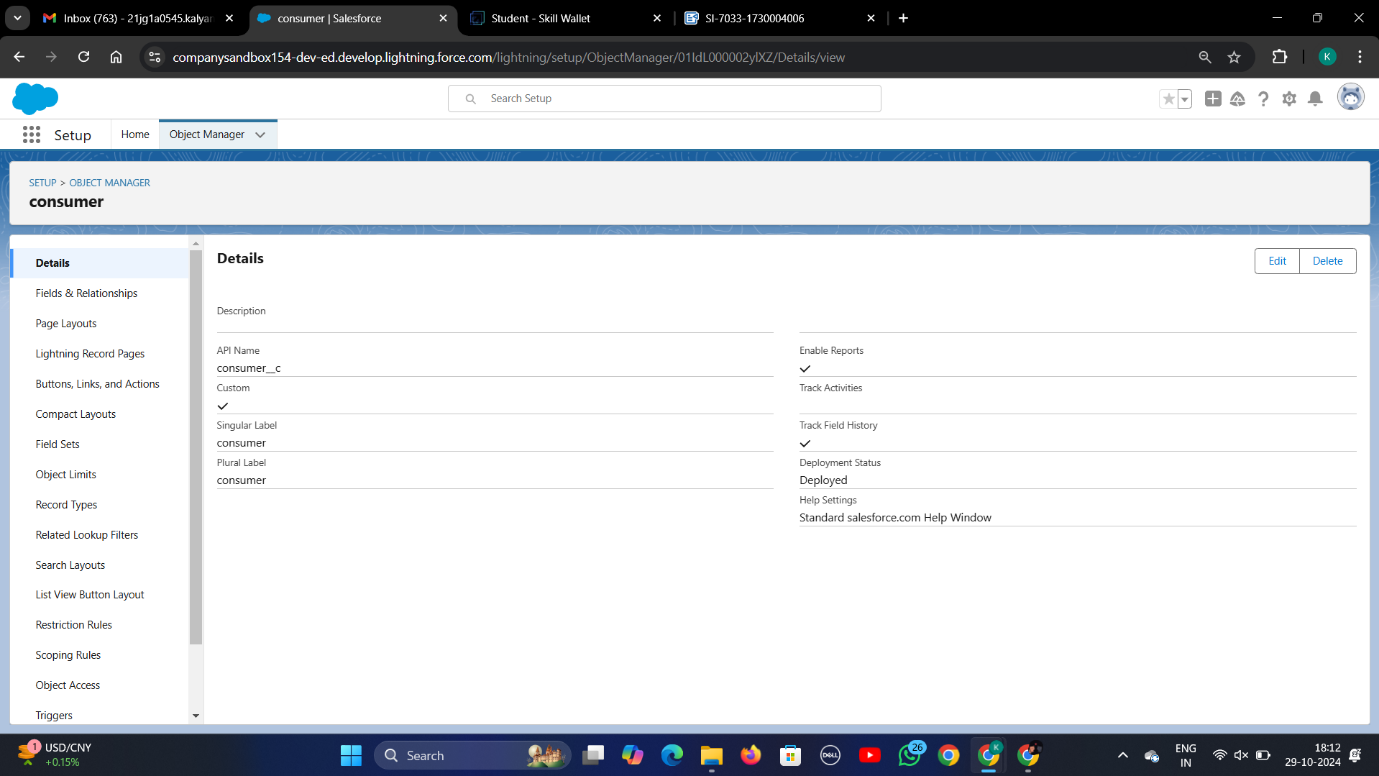 Inbox (763) - 21jg1a0545.kalyan
consumer | Salesforce
Student - Skill Wallet
SI-7033-1730004006
companysandbox154-dev-ed.develop.lightning.force.com/lightning/setup/ObjectManager/01IdL000002ylXZ/Details/view
K
Search Setup
Setup
Home
Object Manager
SETUP > OBJECT MANAGER
consumer
Details
Fields & Relationships
Page Layouts
Lightning Record Pages
Buttons, Links, and Actions
Compact Layouts
Field Sets
Object Limits
Record Types
Related Lookup Filters
Search Layouts
List View Button Layout
Restriction Rules
Scoping Rules
Object Access
Triggers
Details
Edit
Delete
Description
API Name
consumer__c
Custom
Singular Label
consumer
Plural Label
consumer
Enable Reports
Track Activities
Track Field History
Deployment Status
Deployed
Help Settings
Standard salesforce.com Help Window
1
USD/CNY
+0.15%
Search
DELL
26
K
ENG
IN
18:12
29-10-2024